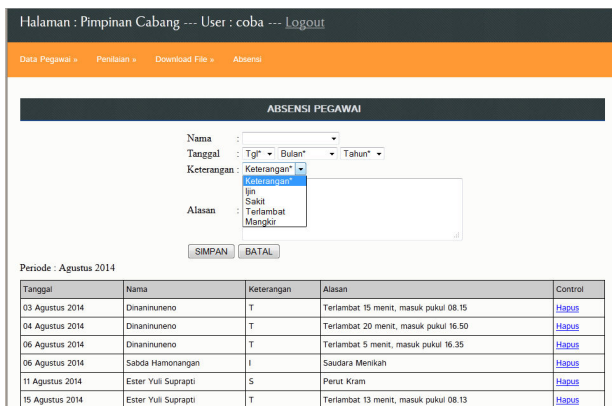 Halaman : Pimpinan Cabang --- User : coba --- Logout
Data Pegawai » Penilaian » Download File » Absensi
ABSENSI PEGAWAI
Nama :
Tanggal : Tgl* Bulan* Tahun*
Keterangan : Keterangan*
Keterangan*
Ijin
Sakit
Terlambat
Mangkir
Alasan :
SIMPAN BATAL
Periode : Agustus 2014
Tanggal Nama Keterangan Alasan Control
03 Agustus 2014 Dinaninuneno T Terlambat 15 menit, masuk pukul 08.15 Hapus
04 Agustus 2014 Dinaninuneno T Terlambat 20 menit, masuk pukul 16.50 Hapus
06 Agustus 2014 Dinaninuneno T Terlambat 5 menit, masuk pukul 16.35 Hapus
06 Agustus 2014 Sabda Hamonangan I Saudara Menikah Hapus
11 Agustus 2014 Ester Yuli Suprapti S Perut Kram Hapus
15 Agustus 2014 Ester Yuli Suprapti T Terlambat 13 menit, masuk pukul 08.13 Hapus